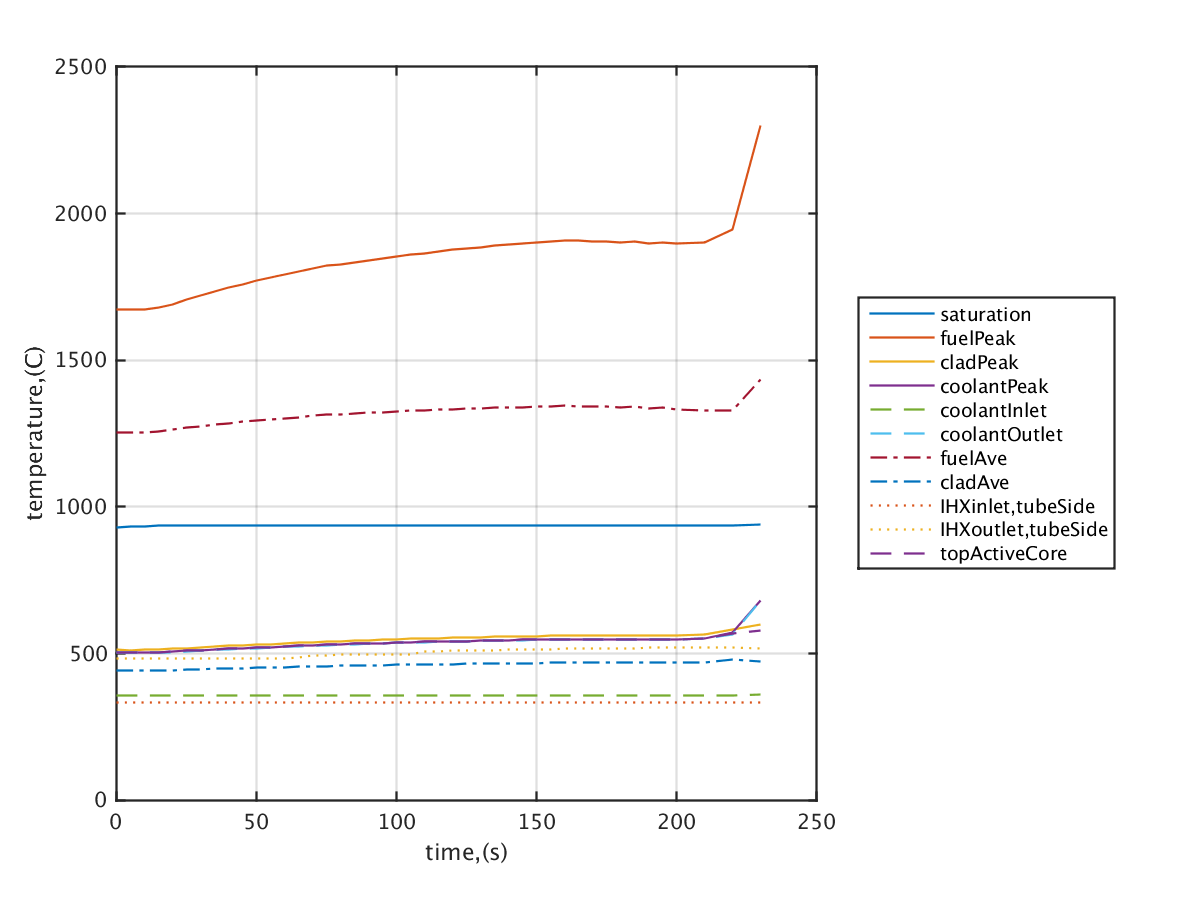 2500
2000
1500
1000
500
0
temperature,(C)
0 50 100 150 200 250
time,(s)
saturation
fuelPeak
cladPeak
coolantPeak
coolantInlet
coolantOutlet
fuelAve
cladAve
IHXinlet,tubeSide
IHXoutlet,tubeSide
topActiveCore